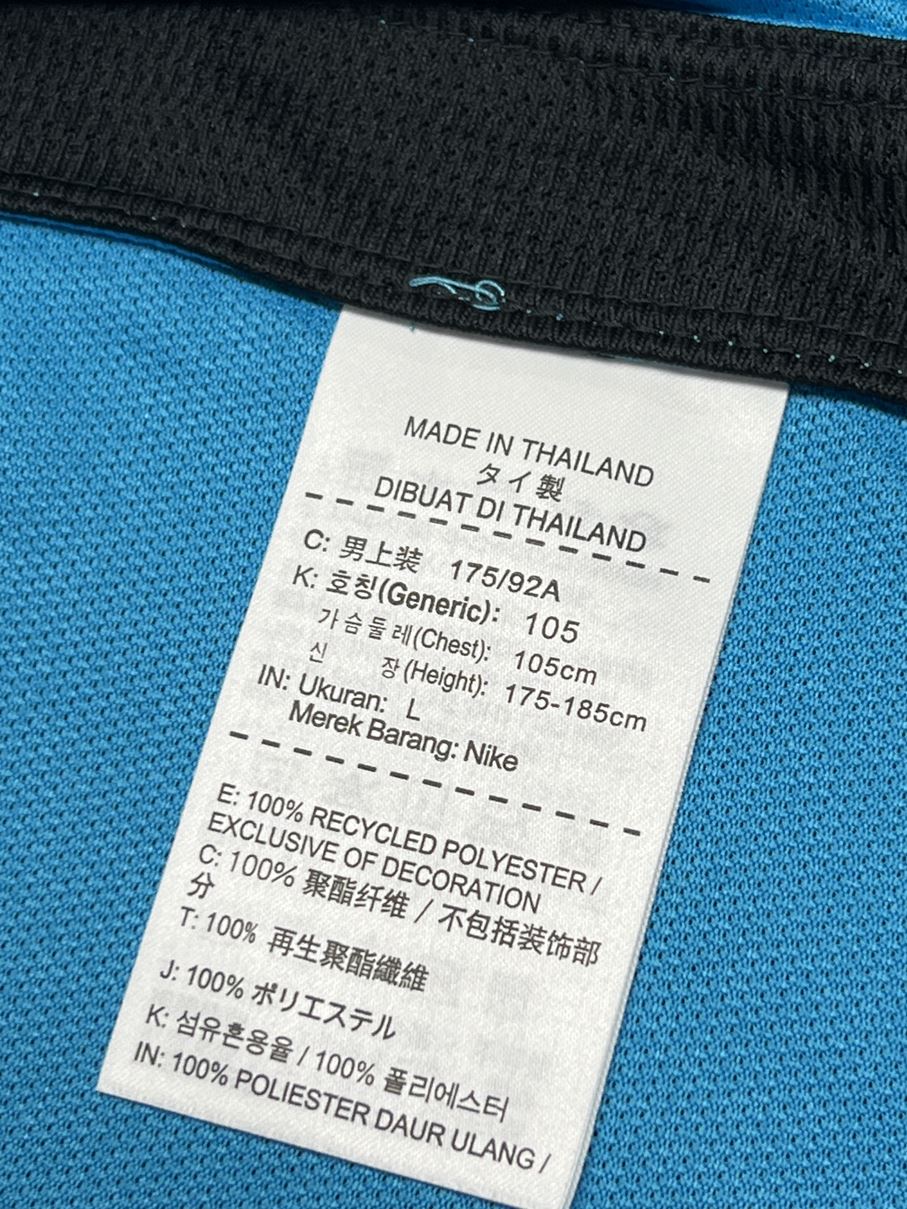 MADE IN THAILAND
タイ製
DIBUAT DI THAILAND
C: 男上装 175/92A
K: 호칭(Generic): 105
가슴둘레(Chest): 105cm
신 장(Height): 175-185cm
IN: Ukuran: L
Merek Barang: Nike
E: 100% RECYCLED POLYESTER /
EXCLUSIVE OF DECORATION
C: 100% 聚酯纤维 / 不包括装饰部
分
T: 100% 再生聚酯纖維
J: 100% ポリエステル
K: 섬유혼용율 / 100% 폴리에스터
IN: 100% POLIESTER DAUR ULANG /